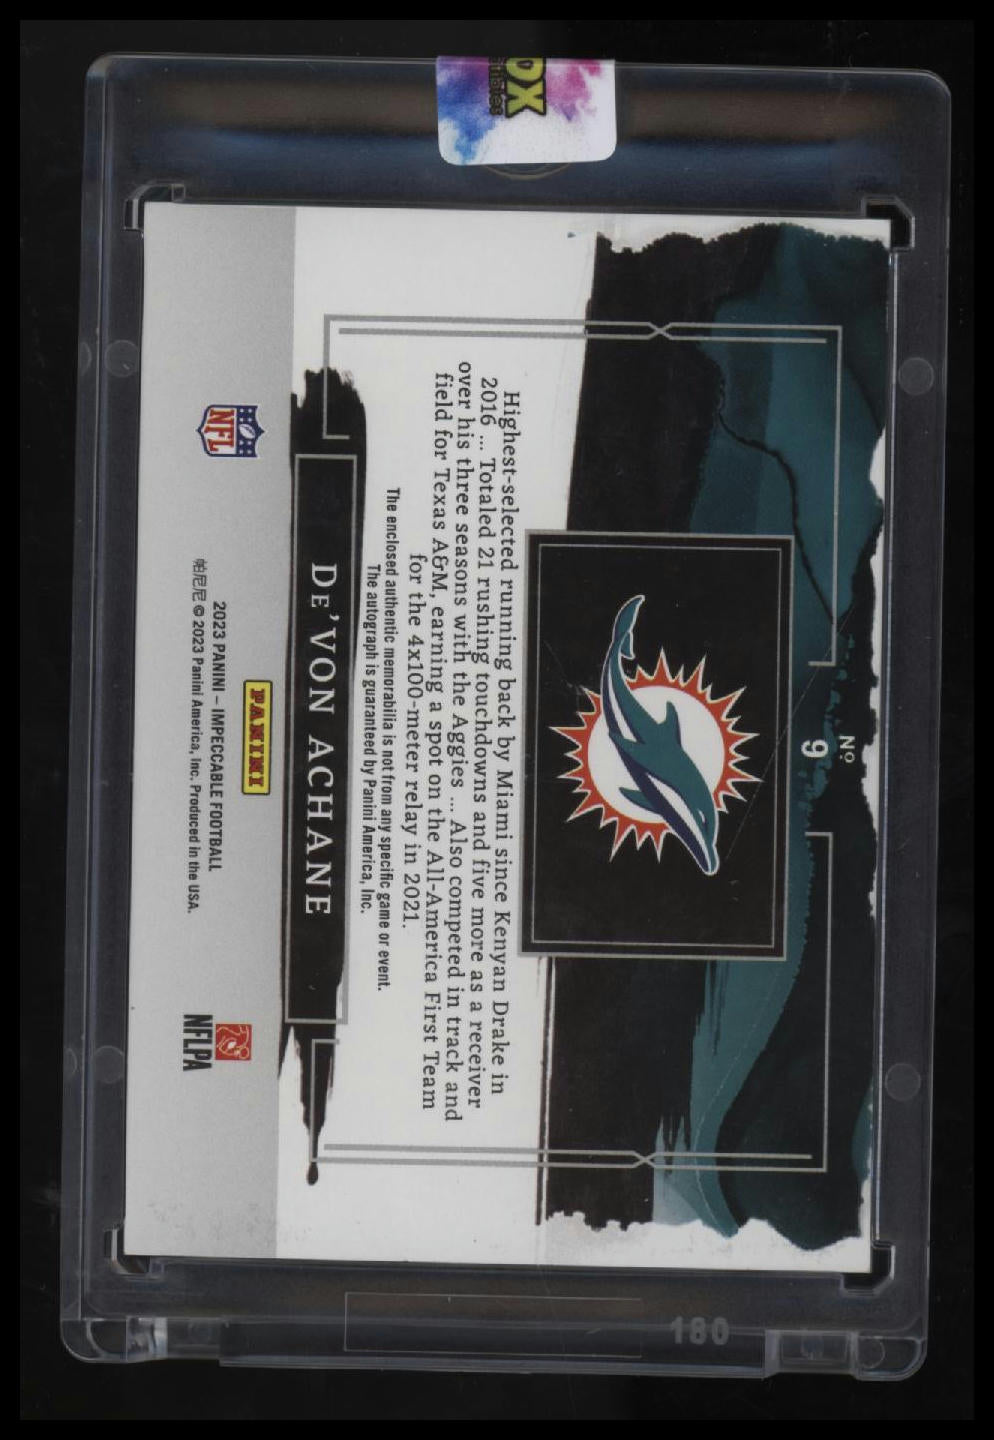 OX
Nº
9
Highest-selected running back by Miami since Kenyan Drake in
2016 ... Totaled 21 rushing touchdowns and five more as a receiver
over his three seasons with the Aggies ... Also competed in track and
field for Texas A&M, earning a spot on the All-America First Team
for the 4x100-meter relay in 2021.
The enclosed authentic memorabilia is not from any specific game or event.
The autograph is guaranteed by Panini America, Inc.
DE'VON ACHANE
NFL
PANINI
2023 PANINI – IMPECCABLE FOOTBALL
帕尼尼 © 2023 Panini America, Inc. Produced in the USA.
NFLPA
180